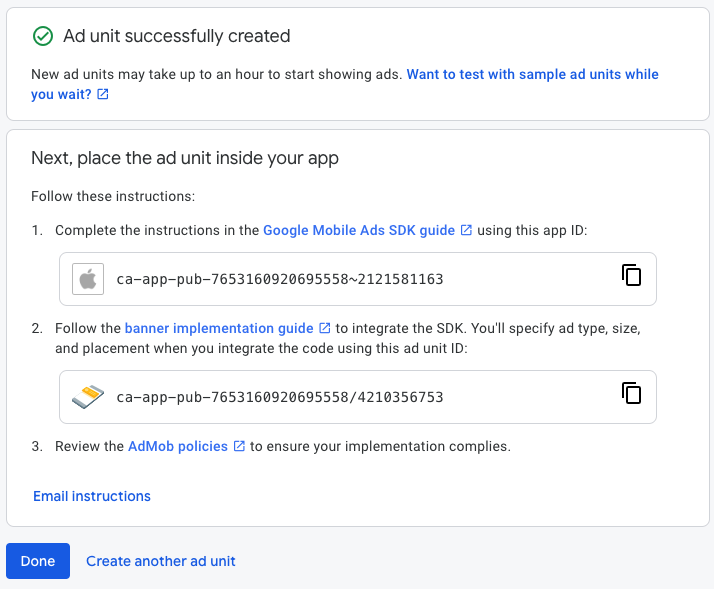 Ad unit successfully created
New ad units may take up to an hour to start showing ads. Want to test with sample ad units while
you wait?
Next, place the ad unit inside your app
Follow these instructions:
1. Complete the instructions in the Google Mobile Ads SDK guide using this app ID:
ca-app-pub-7653160920695558~2121581163
2. Follow the banner implementation guide to integrate the SDK. You'll specify ad type, size,
and placement when you integrate the code using this ad unit ID:
ca-app-pub-7653160920695558/4210356753
3. Review the AdMob policies to ensure your implementation complies.
Email instructions
Done Create another ad unit